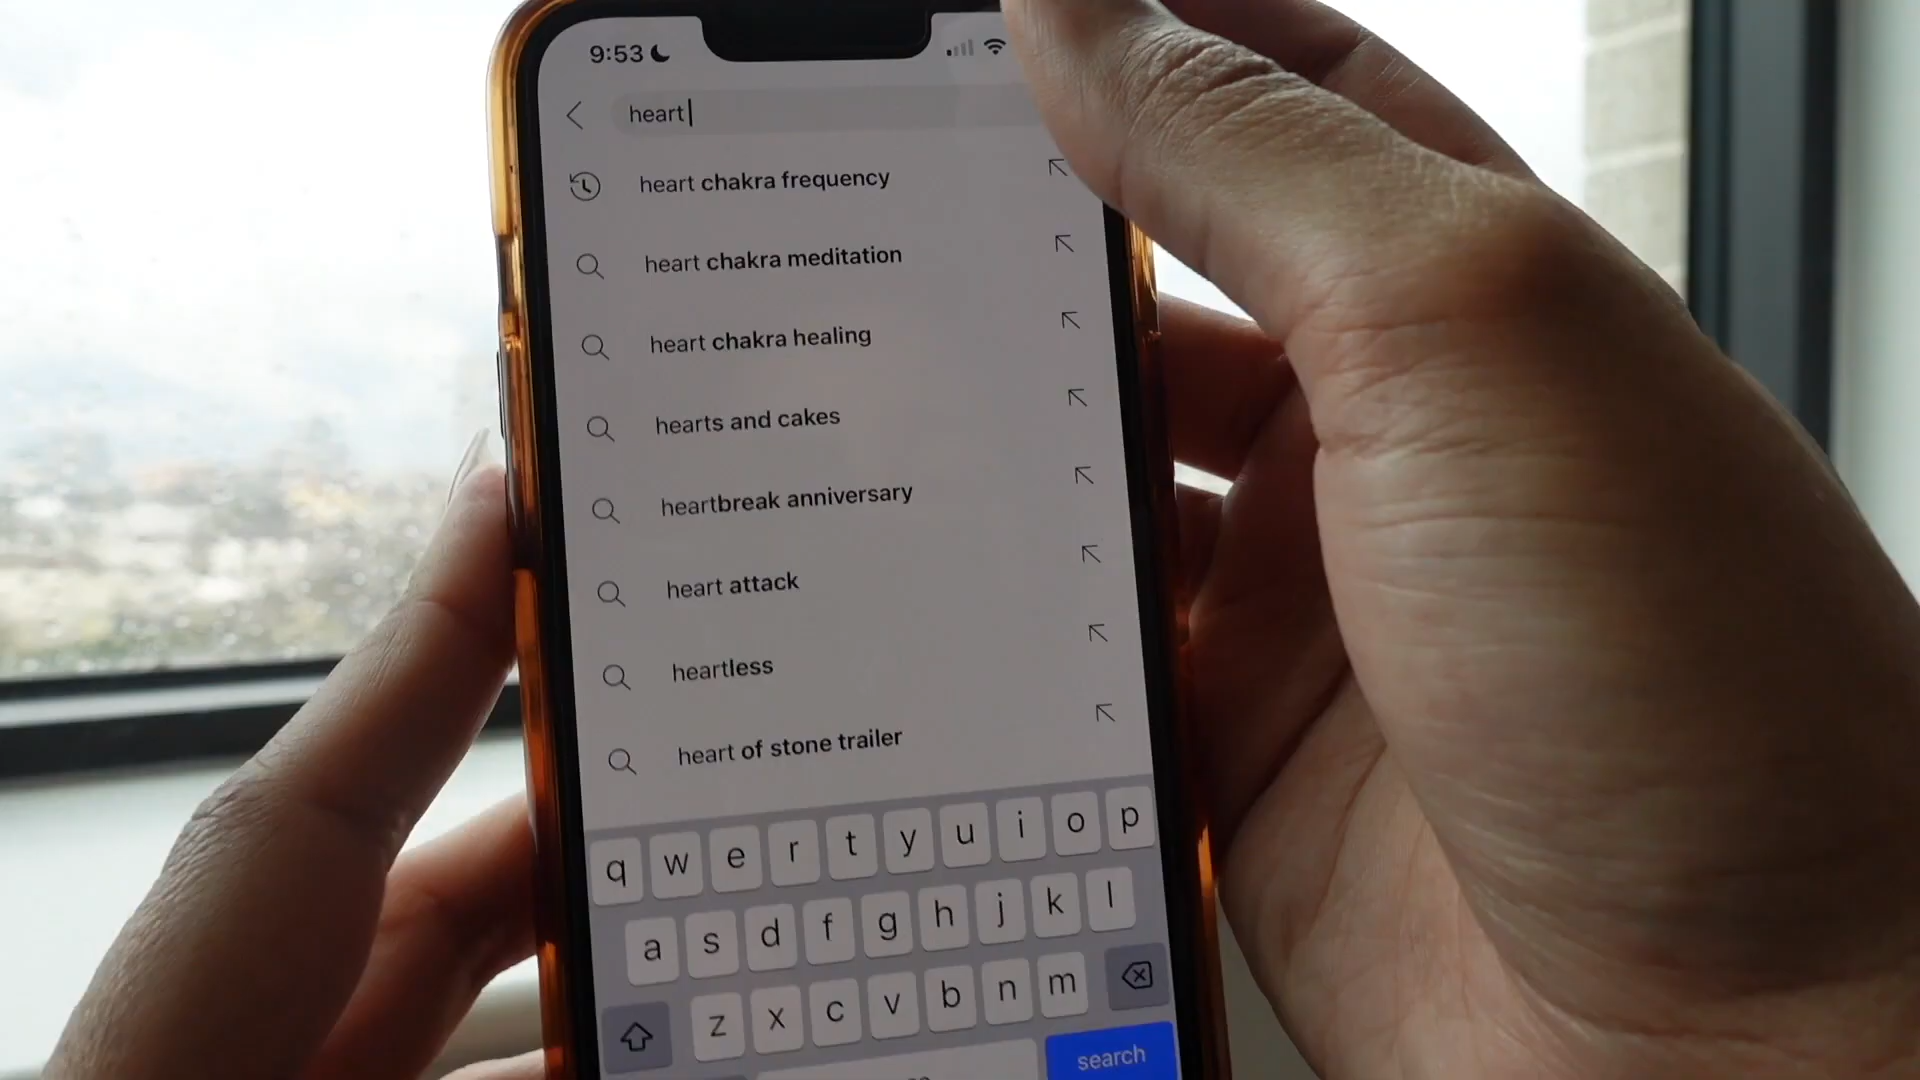 9:53
heart
heart chakra frequency
heart chakra meditation
heart chakra healing
hearts and cakes
heartbreak anniversary
heart attack
heartless
heart of stone trailer
q w e r t y u i o p
a s d f g h j k l
z x c v b n m
search